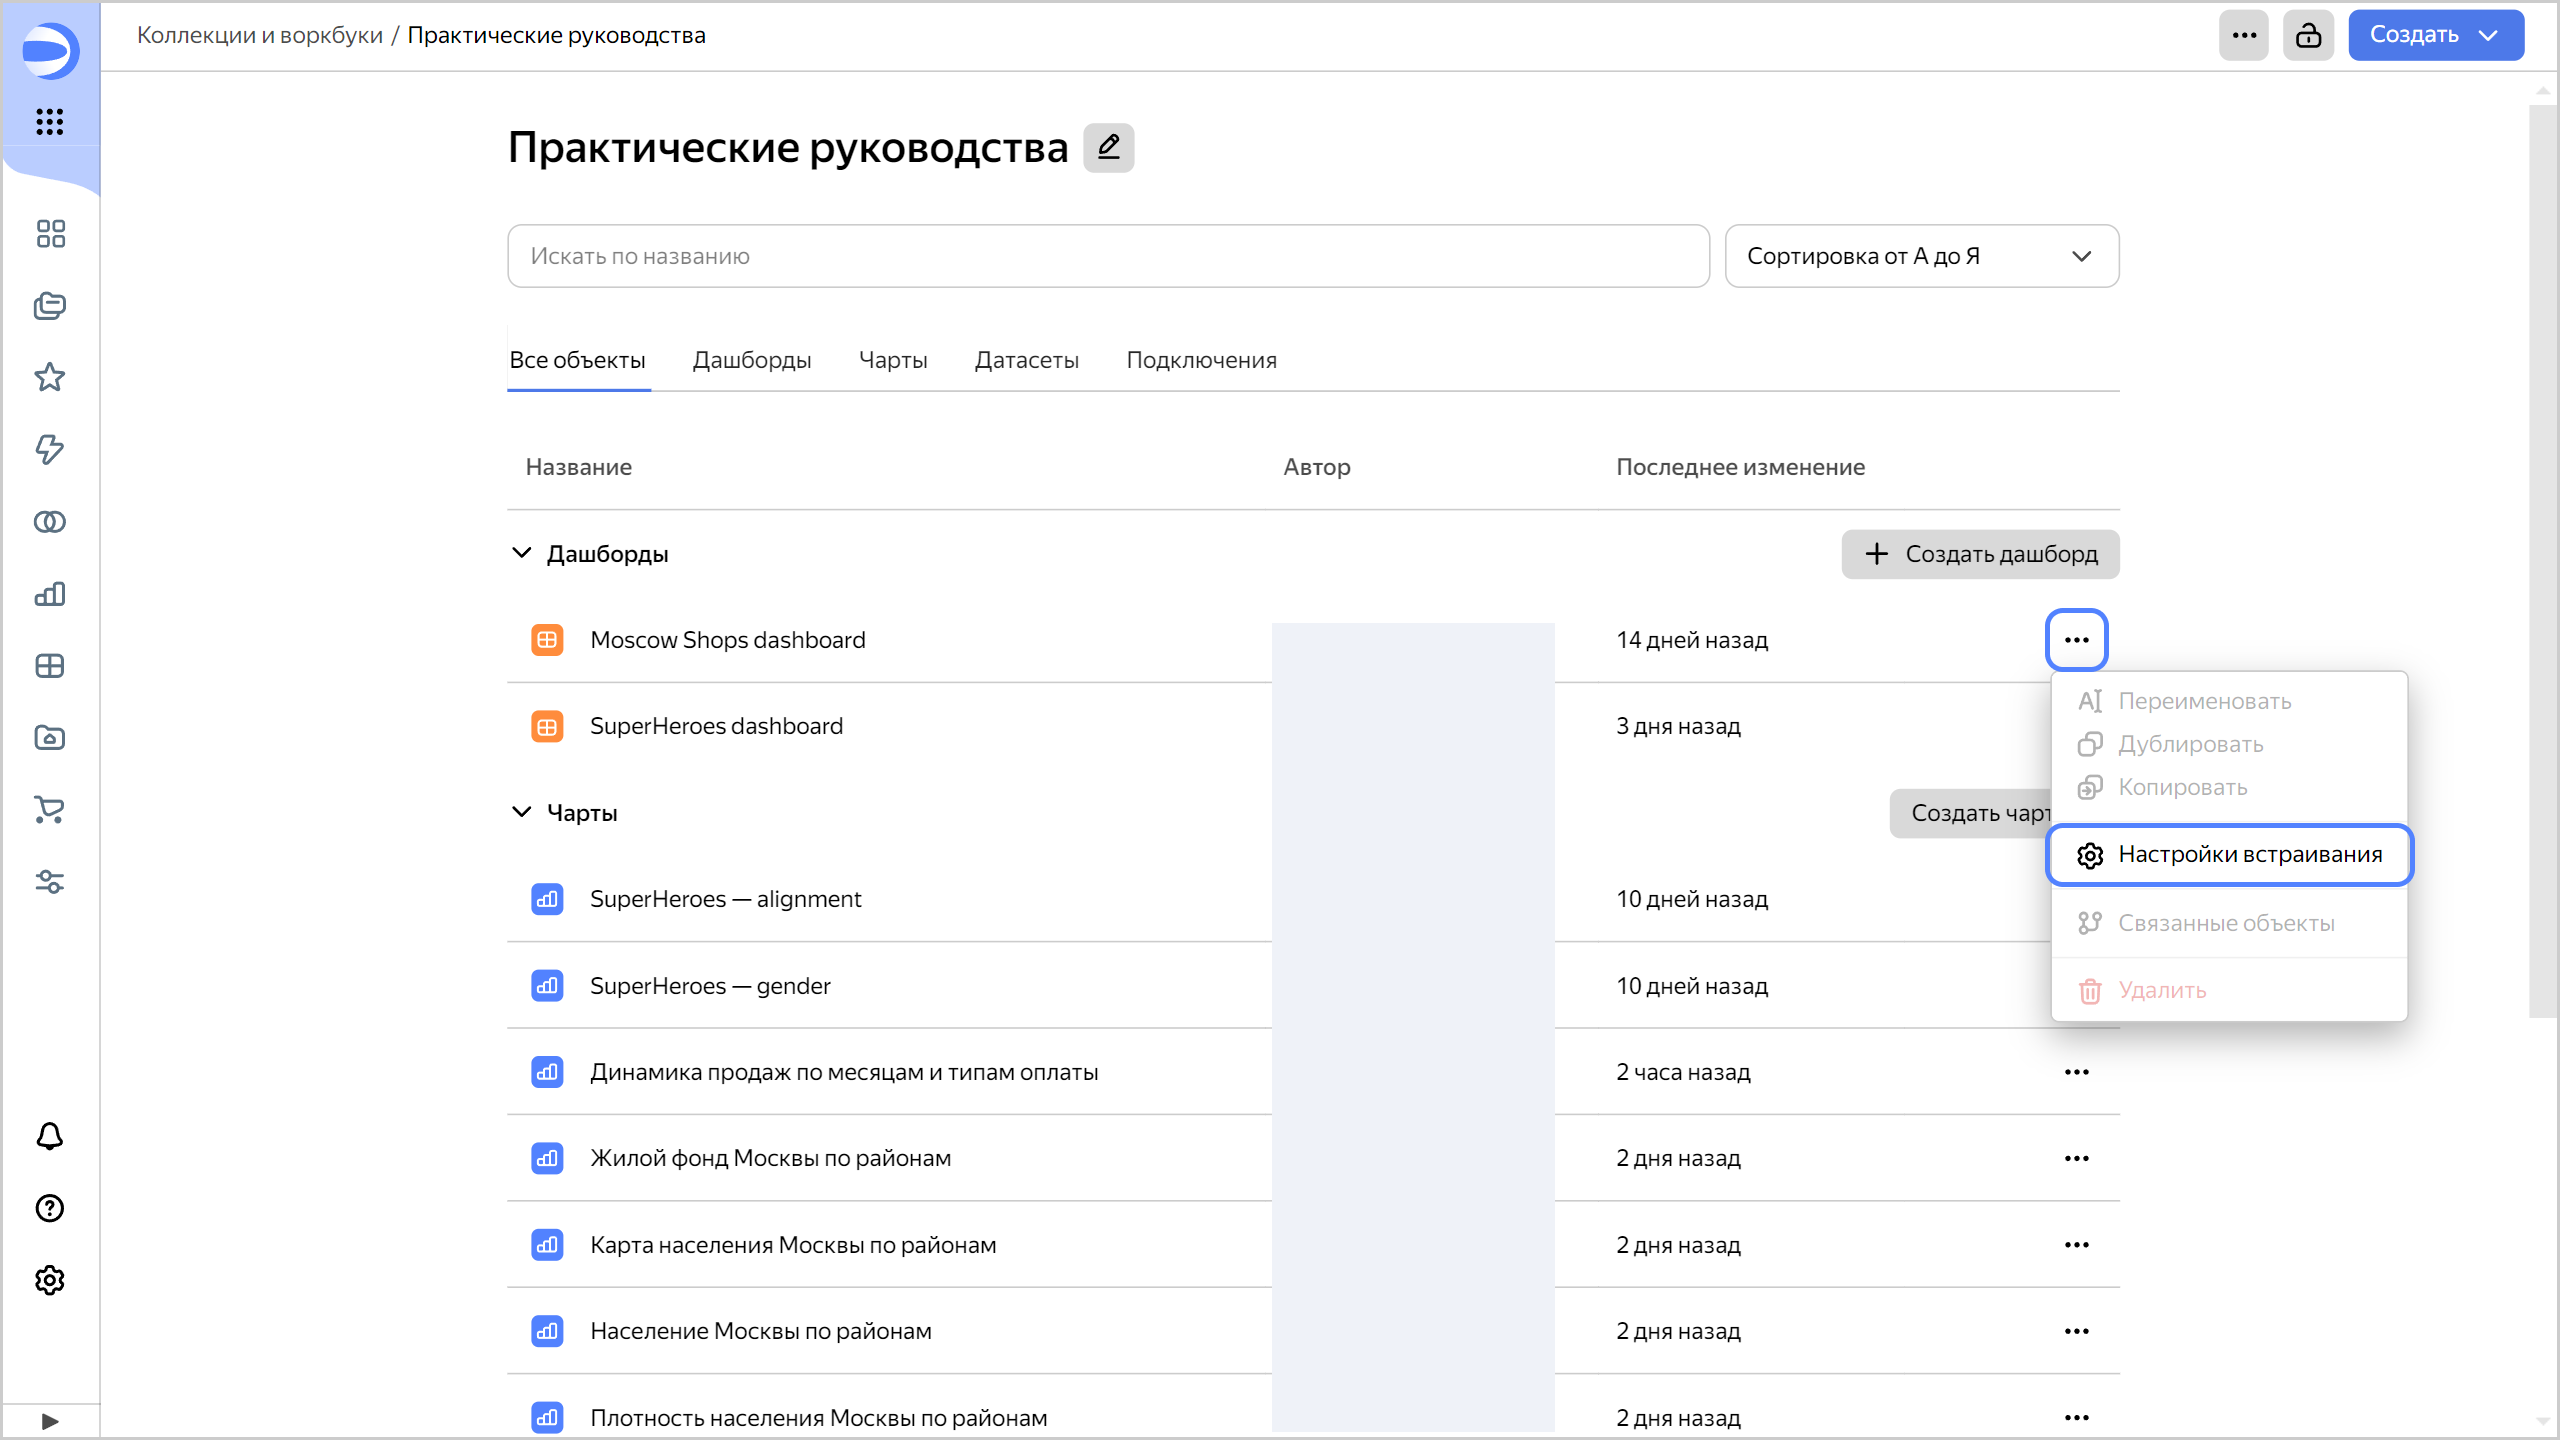 Коллекции и воркбуки / Практические руководства
Создать
Практические руководства
Искать по названию
Сортировка от А до Я
Все объекты Дашборды Чарты Датасеты Подключения
Название Автор Последнее изменение
Дашборды
Создать дашборд
Moscow Shops dashboard 14 дней назад
SuperHeroes dashboard 3 дня назад
Переименовать
Дублировать
Копировать
Чарты
Создать чарт
Настройки встраивания
SuperHeroes — alignment 10 дней назад
Связанные объекты
SuperHeroes — gender 10 дней назад
Удалить
Динамика продаж по месяцам и типам оплаты 2 часа назад
Жилой фонд Москвы по районам 2 дня назад
Карта населения Москвы по районам 2 дня назад
Население Москвы по районам 2 дня назад
Плотность населения Москвы по районам 2 дня назад